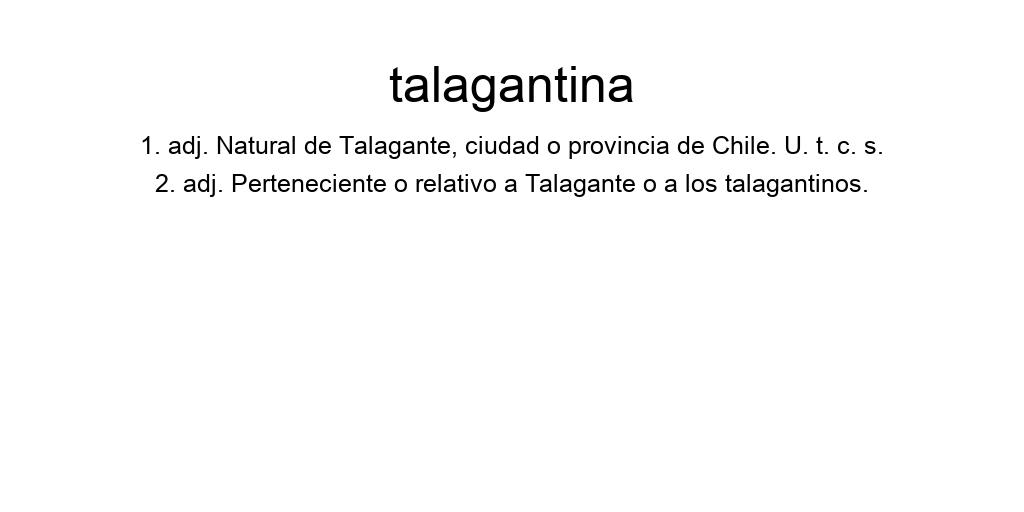 talagantina
1. adj. Natural de Talagante, ciudad o provincia de Chile. U. t. c. s.
2. adj. Perteneciente o relativo a Talagante o a los talagantinos.